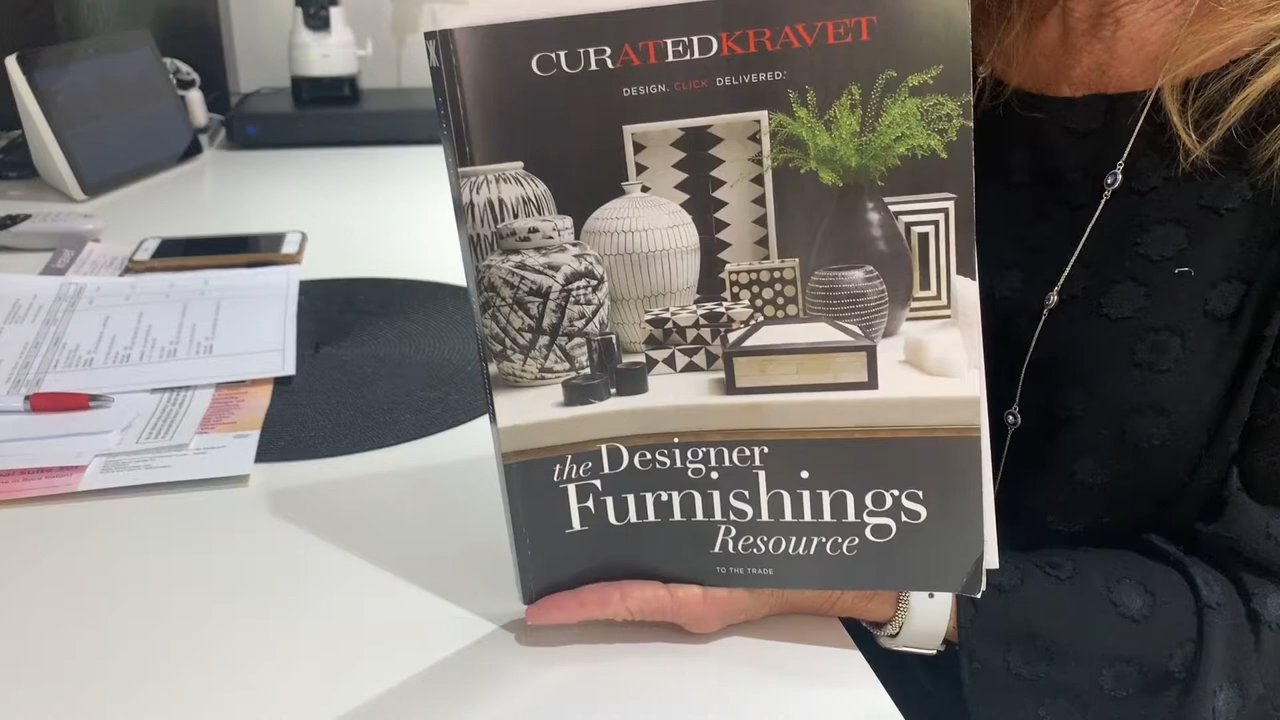 CURATEDKRAVET
DESIGN. CLICK DELIVERED.
the Designer
Furnishings
Resource
TO THE TRADE